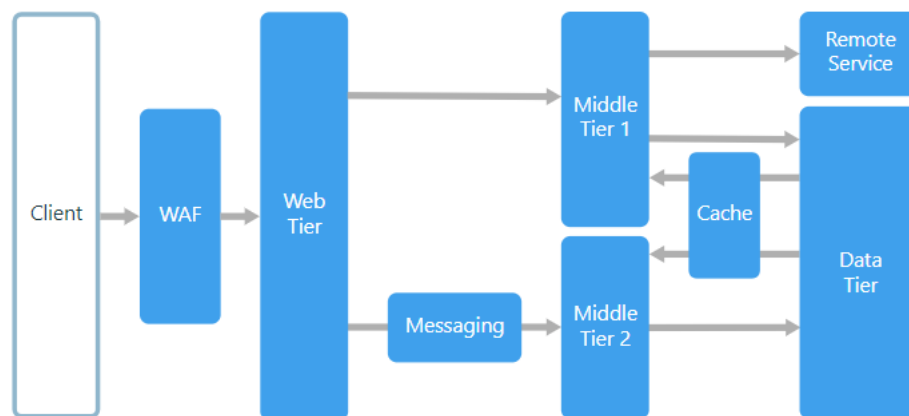 Client
WAF
Web
Tier
Messaging
Middle
Tier 1
Middle
Tier 2
Cache
Remote
Service
Data
Tier